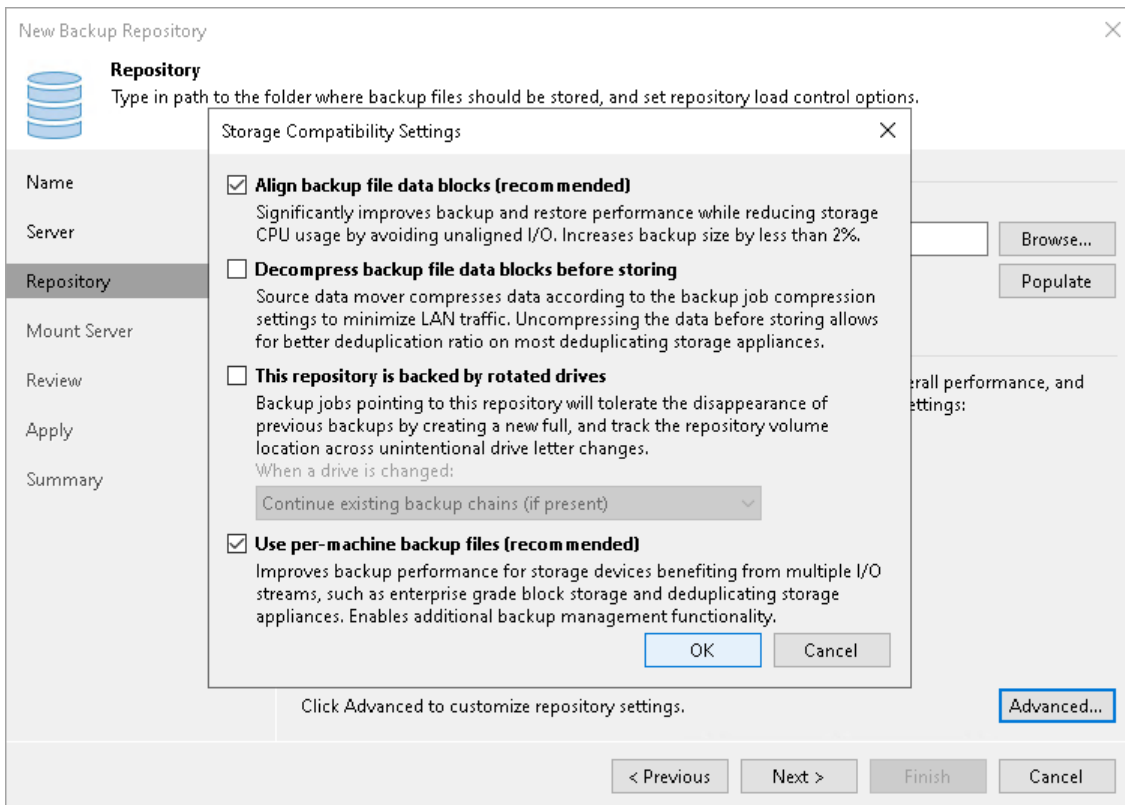 New Backup Repository
Repository
Type in path to the folder where backup files should be stored, and set repository load control options.
Name
Server
Repository
Mount Server
Review
Apply
Summary
Storage Compatibility Settings
Align backup file data blocks (recommended)
Significantly improves backup and restore performance while reducing storage
CPU usage by avoiding unaligned I/O. Increases backup size by less than 2%.
Decompress backup file data blocks before storing
Source data mover compresses data according to the backup job compression
settings to minimize LAN traffic. Uncompressing the data before storing allows
for better deduplication ratio on most deduplicating storage appliances.
This repository is backed by rotated drives
Backup jobs pointing to this repository will tolerate the disappearance of
previous backups by creating a new full, and track the repository volume
location across unintentional drive letter changes.
When a drive is changed:
Continue existing backup chains (if present)
Use per-machine backup files (recommended)
Improves backup performance for storage devices benefiting from multiple I/O
streams, such as enterprise grade block storage and deduplicating storage
appliances. Enables additional backup management functionality.
OK
Cancel
Browse...
Populate
erall performance, and
ettings:
Click Advanced to customize repository settings.
Advanced...
< Previous
Next >
Finish
Cancel